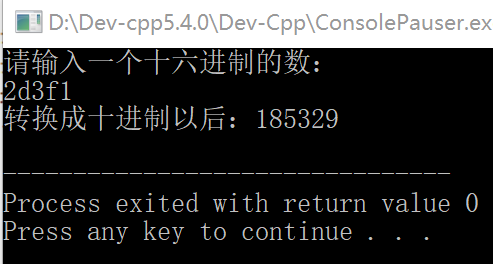 D:\Dev-cpp5.4.0\Dev-Cpp\ConsolePauser.ex
请输入一个十六进制的数:
2d3f1
转换成十进制以后: 185329
--------------------------------
Process exited with return value 0
Press any key to continue . . .